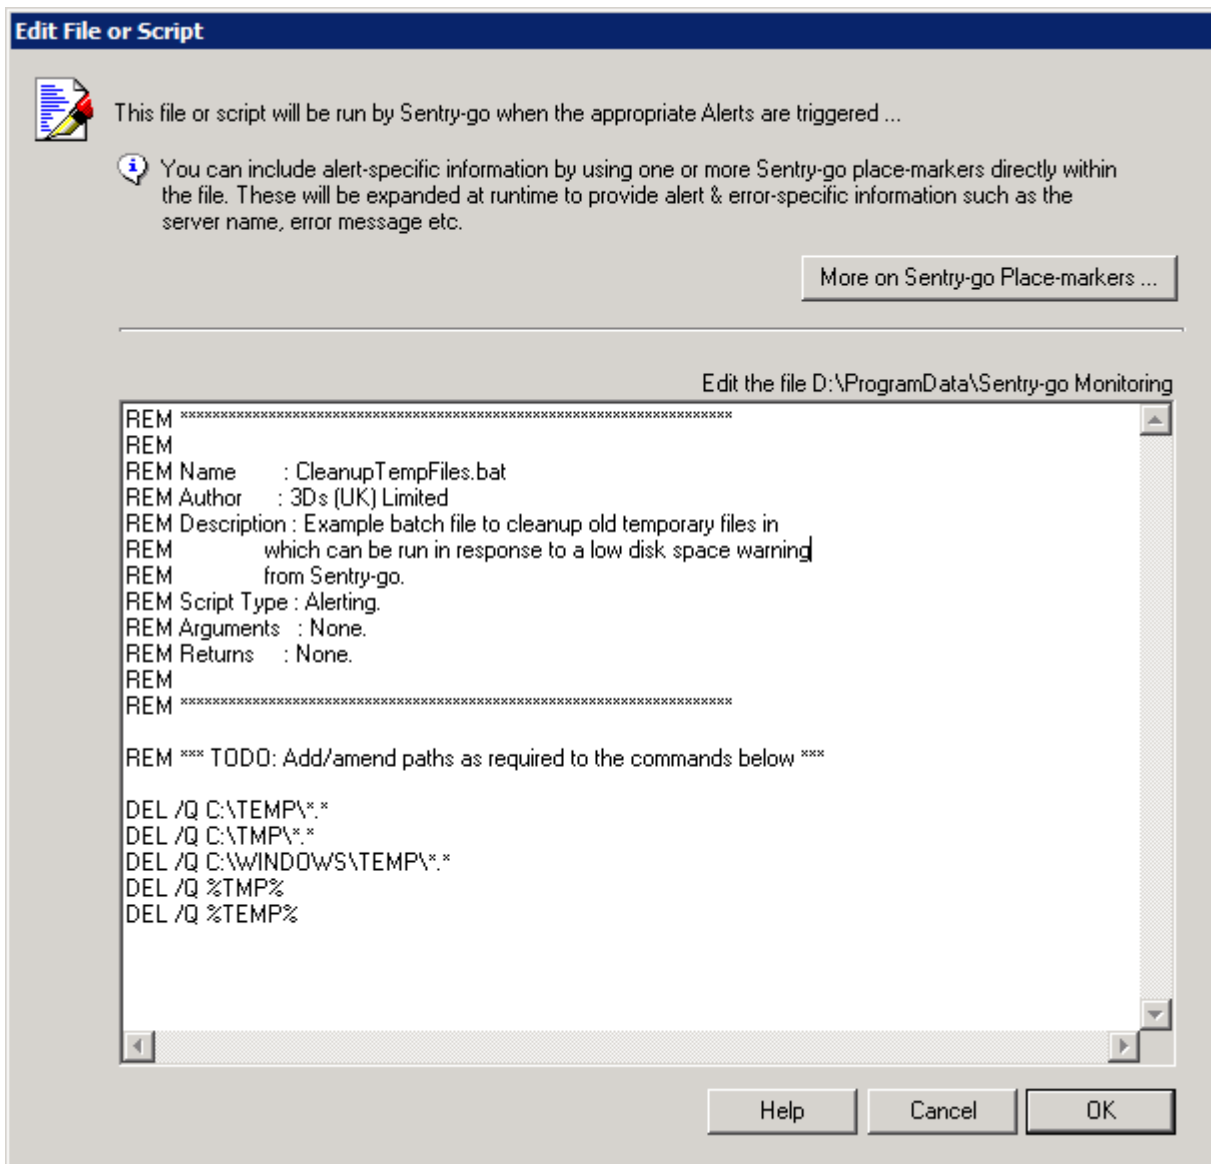 Edit File or Script
This file or script will be run by Sentry-go when the appropriate Alerts are triggered ...
You can include alert-specific information by using one or more Sentry-go place-markers directly within
the file. These will be expanded at runtime to provide alert & error-specific information such as the
server name, error message etc.
More on Sentry-go Place-markers ...
Edit the file D:\ProgramData\Sentry-go Monitoring
REM *********************************************************************
REM
REM Name : CleanupTempFiles.bat
REM Author : 3Ds (UK) Limited
REM Description : Example batch file to cleanup old temporary files in
REM which can be run in response to a low disk space warning
REM from Sentry-go.
REM Script Type : Alerting.
REM Arguments : None.
REM Returns : None.
REM
REM *********************************************************************
REM *** TODO: Add/amend paths as required to the commands below ***
DEL /Q C:\TEMP\*.*
DEL /Q C:\TMP\*.*
DEL /Q C:\WINDOWS\TEMP\*.*
DEL /Q %TMP%
DEL /Q %TEMP%
Help Cancel OK